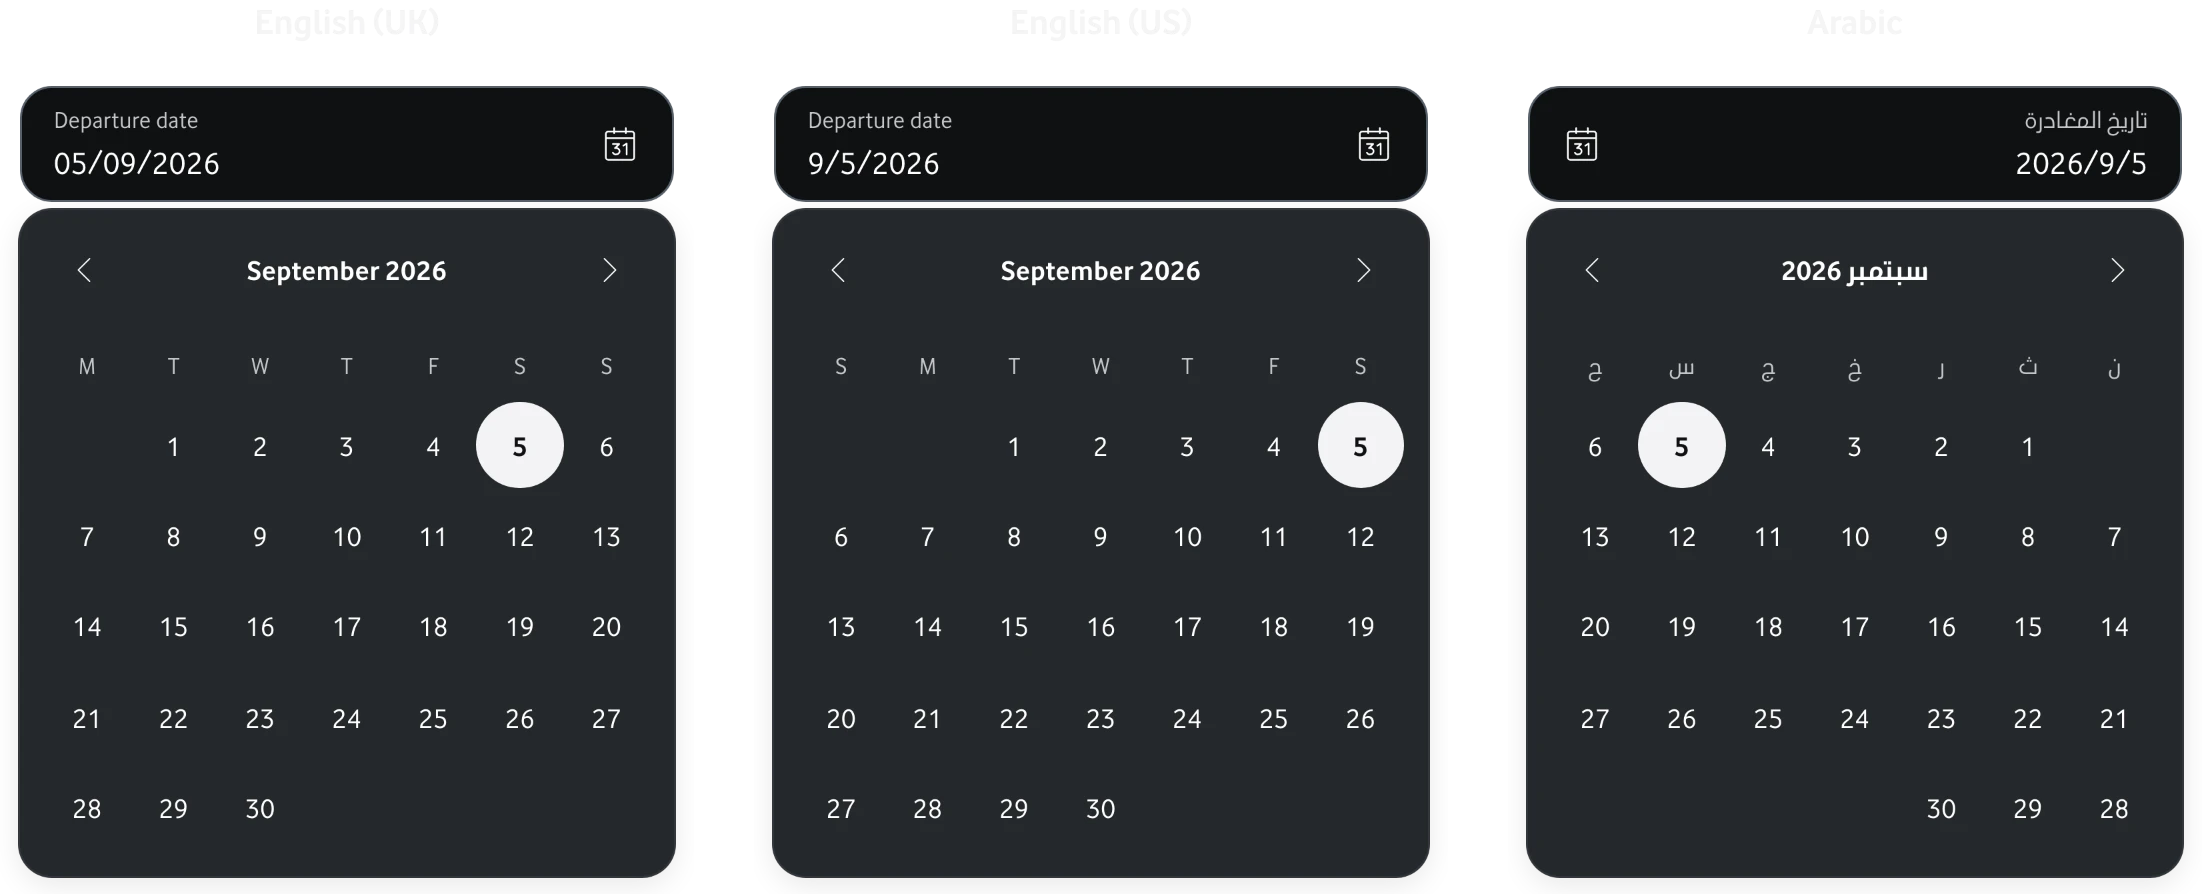 English (UK)
Departure date
05/09/2026
31
September 2026
M T W T F S S
1 2 3 4 5 6
7 8 9 10 11 12 13
14 15 16 17 18 19 20
21 22 23 24 25 26 27
28 29 30
English (US)
Departure date
9/5/2026
31
September 2026
S M T W T F S
1 2 3 4 5
6 7 8 9 10 11 12
13 14 15 16 17 18 19
20 21 22 23 24 25 26
27 28 29 30
Arabic
تاريخ المغادرة
2026/9/5
31
سبتمبر 2026
ن ث ر خ ج س ح
1 2 3 4 5 6
7 8 9 10 11 12 13
14 15 16 17 18 19 20
21 22 23 24 25 26 27
28 29 30